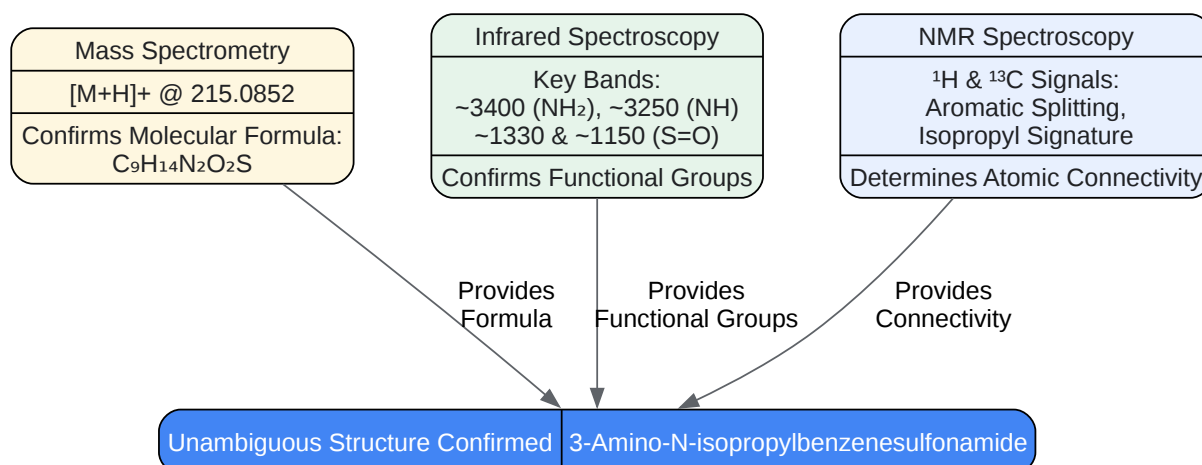 Mass Spectrometry
[M+H]+ @ 215.0852
Confirms Molecular Formula:
C₉H₁₄N₂O₂S
Infrared Spectroscopy
Key Bands:
~3400 (NH₂), ~3250 (NH)
~1330 & ~1150 (S=O)
Confirms Functional Groups
NMR Spectroscopy
¹H & ¹³C Signals:
Aromatic Splitting,
Isopropyl Signature
Determines Atomic Connectivity
Provides
Formula
Provides
Functional Groups
Provides
Connectivity
Unambiguous Structure Confirmed
3-Amino-N-isopropylbenzenesulfonamide